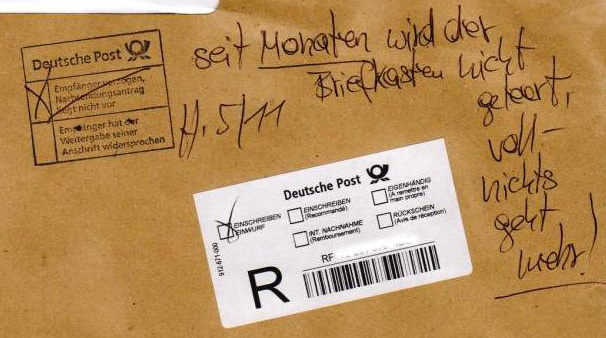 seit Monaten wird der
Briefkasten nicht
geleert,
voll-
nichts
geht
mehr!
Deutsche Post
Empfänger verzogen,
Nachsendungsantrag
liegt nicht vor
Empfänger hat der
Weitergabe seiner
Anschrift widersprochen
5/11
Deutsche Post
EINSCHREIBEN
EINWURF
EINSCHREIBEN
(Recommandé)
EIGENHÄNDIG
(A remettre en
main propre)
INT. NACHNAHME
(Remboursement)
RÜCKSCHEIN
(Avis de réception)
912-671-000
R
RF